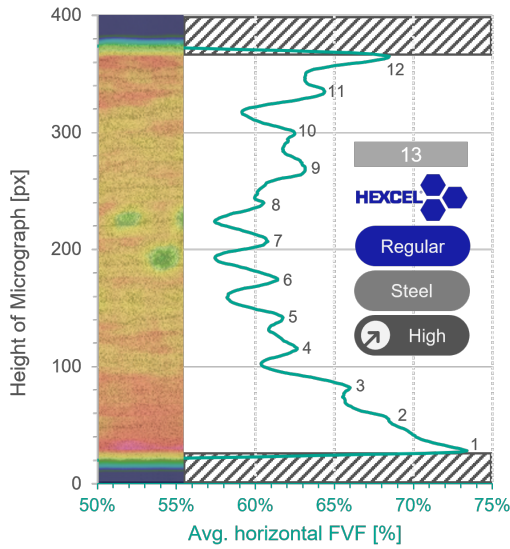 400
300
200
100
0
Height of Micrograph [px]
12
11
10
9
8
7
6
5
4
3
2
1
13
HEXCEL
Regular
Steel
High
50% 55% 60% 65% 70% 75%
Avg. horizontal FVF [%]